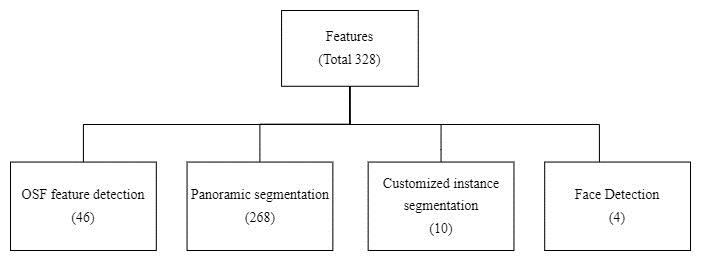 Features
(Total 328)
OSF feature detection
(46)
Panoramic segmentation
(268)
Customized instance
segmentation
(10)
Face Detection
(4)